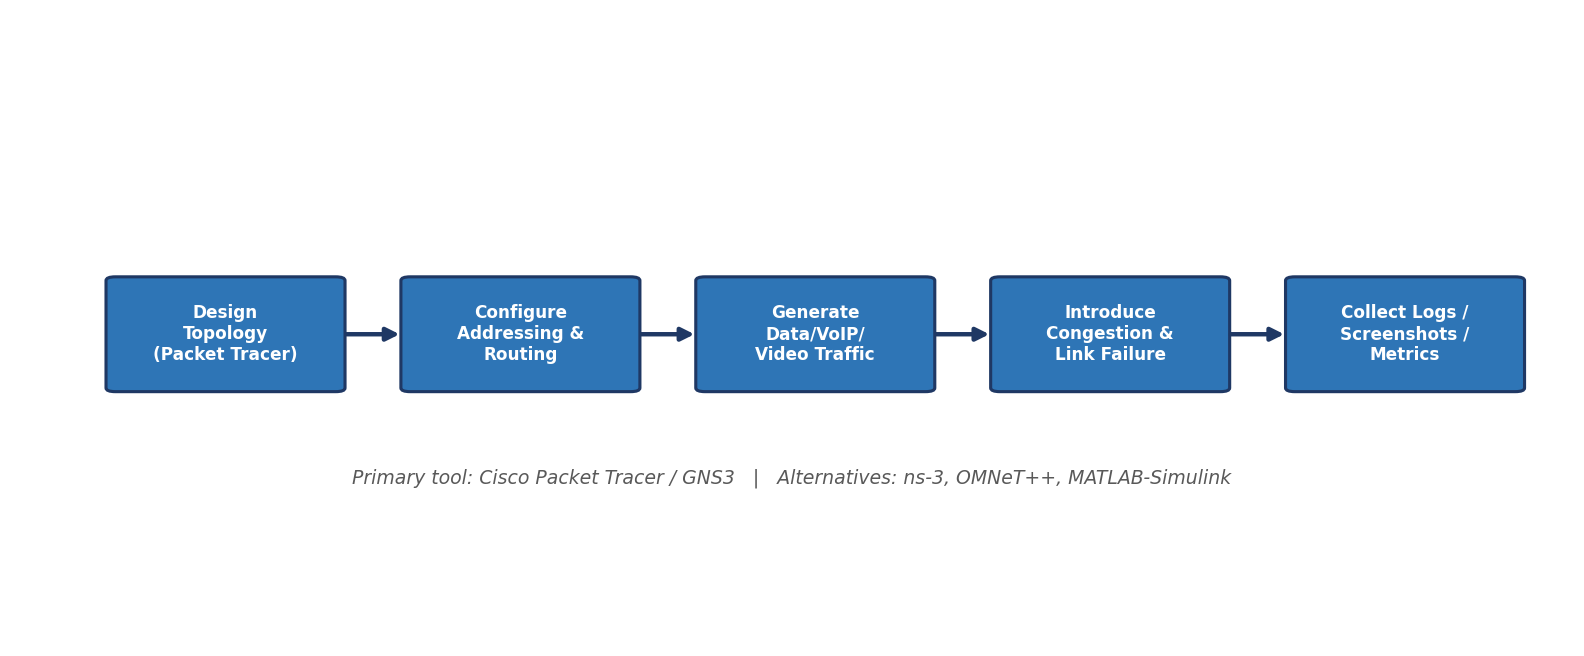 Design
Topology
(Packet Tracer)
Configure
Addressing &
Routing
Generate
Data/VoIP/
Video Traffic
Introduce
Congestion &
Link Failure
Collect Logs /
Screenshots /
Metrics
Primary tool: Cisco Packet Tracer / GNS3   |   Alternatives: ns-3, OMNeT++, MATLAB-Simulink